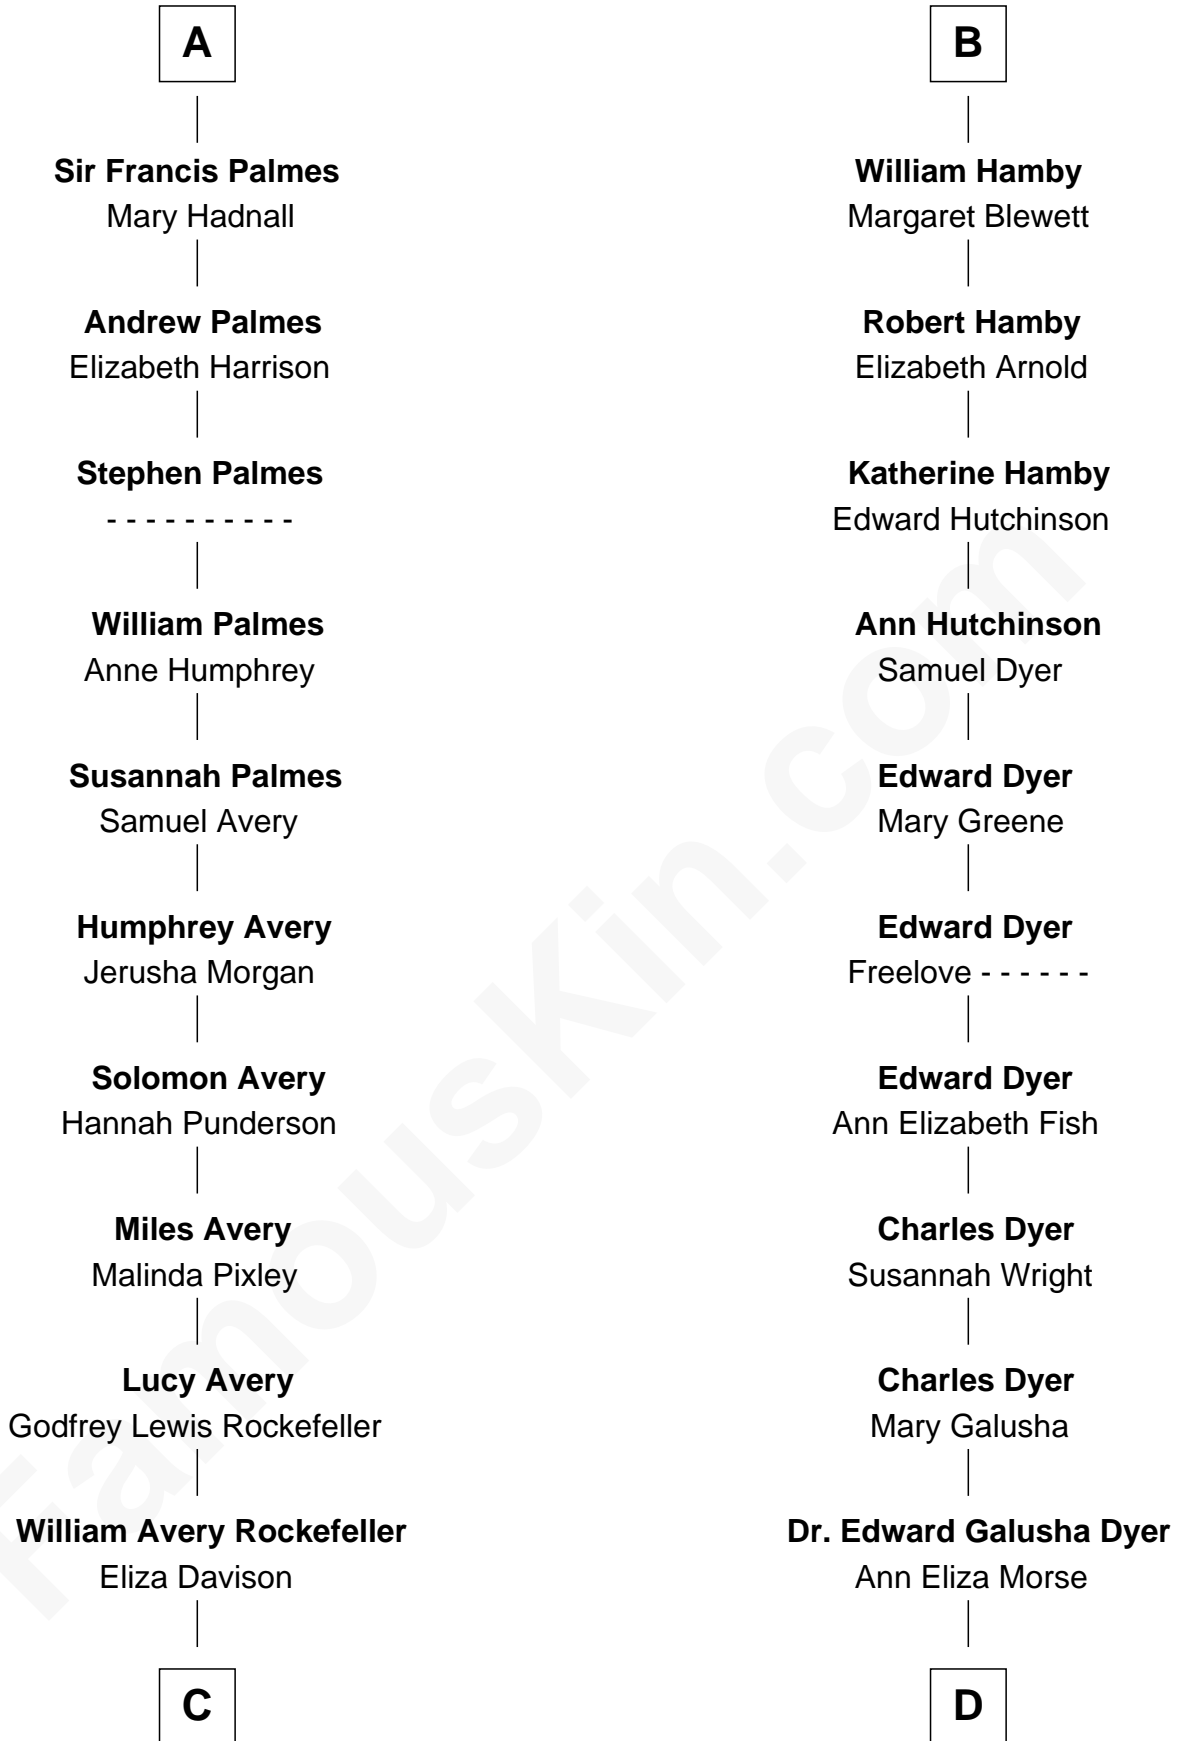 A
Sir Francis Palmes
Mary Hadnall
Andrew Palmes
Elizabeth Harrison
Stephen Palmes
- - - - - - - - - -
William Palmes
Anne Humphrey
Susannah Palmes
Samuel Avery
Humphrey Avery
Jerusha Morgan
Solomon Avery
Hannah Punderson
Miles Avery
Malinda Pixley
Lucy Avery
Godfrey Lewis Rockefeller
William Avery Rockefeller
Eliza Davison
C
B
William Hamby
Margaret Blewett
Robert Hamby
Elizabeth Arnold
Katherine Hamby
Edward Hutchinson
Ann Hutchinson
Samuel Dyer
Edward Dyer
Mary Greene
Edward Dyer
Freelove - - - - - -
Edward Dyer
Ann Elizabeth Fish
Charles Dyer
Susannah Wright
Charles Dyer
Mary Galusha
Dr. Edward Galusha Dyer
Ann Eliza Morse
D
FamousKin.com